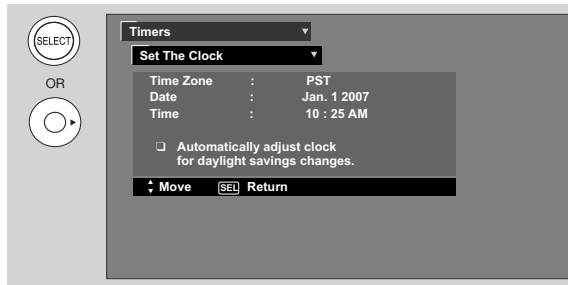 SELECT
OR
Timers
Set The Clock
Time Zone : PST
Date : Jan. 1 2007
Time : 10 : 25 AM
❏ Automatically adjust clock
for daylight savings changes.
Move SEL Return